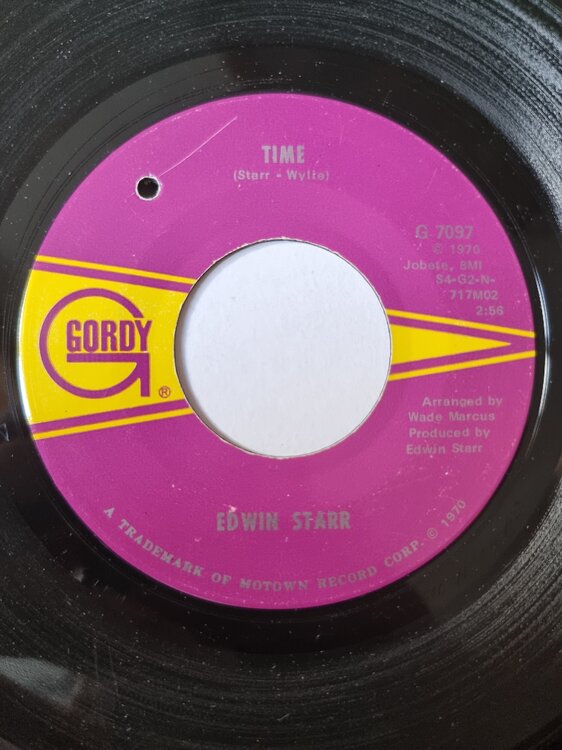 TIME
(Starr - Wylie)
G 7097
© 1970
Jobete, BMI
S4-G2-N-
717M02
2:56
GORDY
®
Arranged by
Wade Marcus
Produced by
Edwin Starr
EDWIN STARR
A TRADEMARK OF MOTOWN RECORD CORP. © 1970